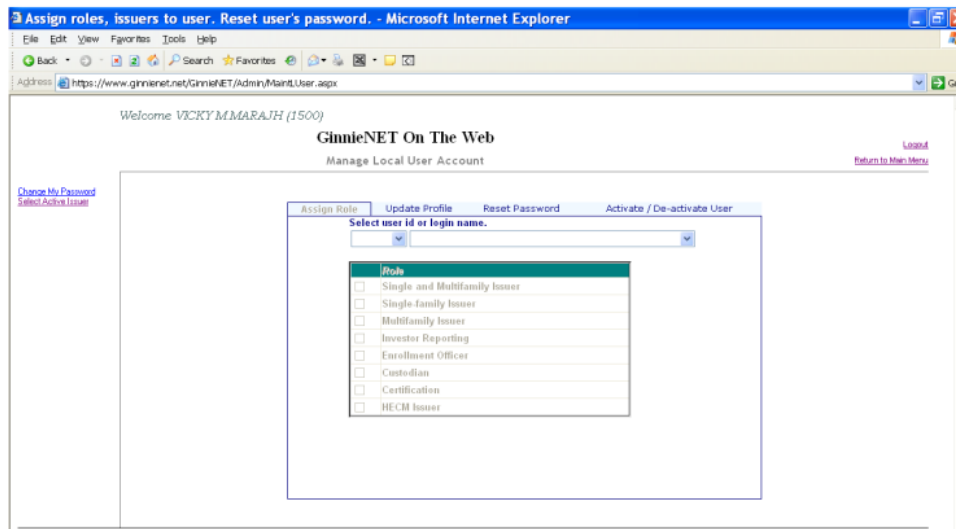 Assign roles, issuers to user. Reset user's password. - Microsoft Internet Explorer
File Edit View Favorites Tools Help
Back Search Favorites
Address https://www.ginnienet.net/GinnieNET/Admin/MaintLUser.aspx
Welcome VICKY M.MARAJH (1500)
GinnieNET On The Web
Logout
Manage Local User Account
Return to Main Menu
Change My Password
Select Active Issuer
Assign Role Update Profile Reset Password Activate / De-activate User
Select user id or login name.
Role
Single and Multifamily Issuer
Single-family Issuer
Multifamily Issuer
Investor Reporting
Enrollment Officer
Custodian
Certification
HECM Issuer